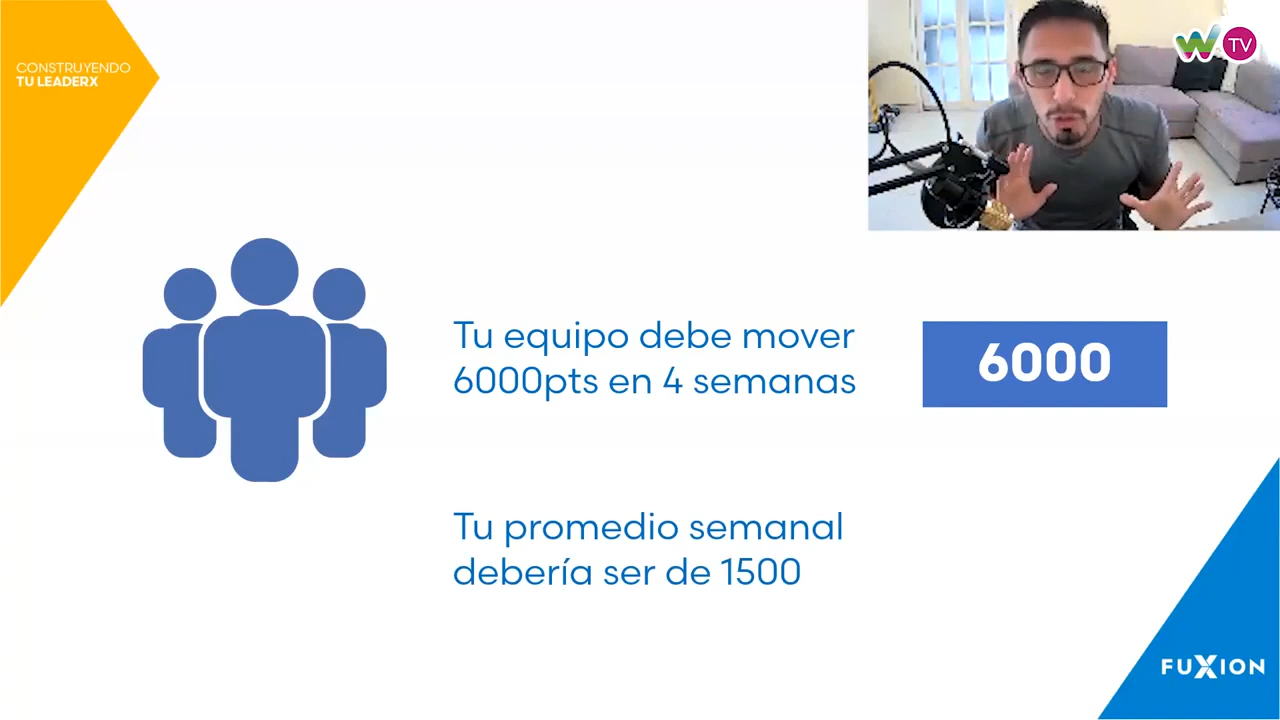 CONSTRUYENDO
TU LEADERX
W TV
Tu equipo debe mover
6000pts en 4 semanas
6000
Tu promedio semanal
debería ser de 1500
FUXION